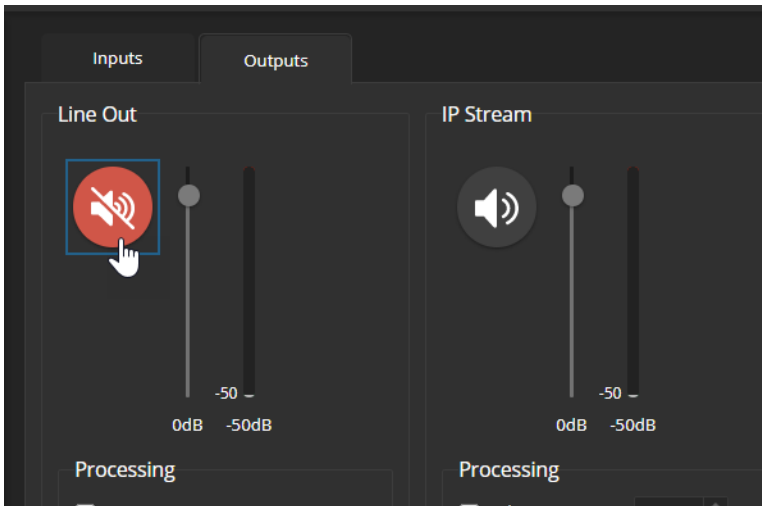 Inputs Outputs
Line Out IP Stream
-50 -50
0dB -50dB 0dB -50dB
Processing Processing